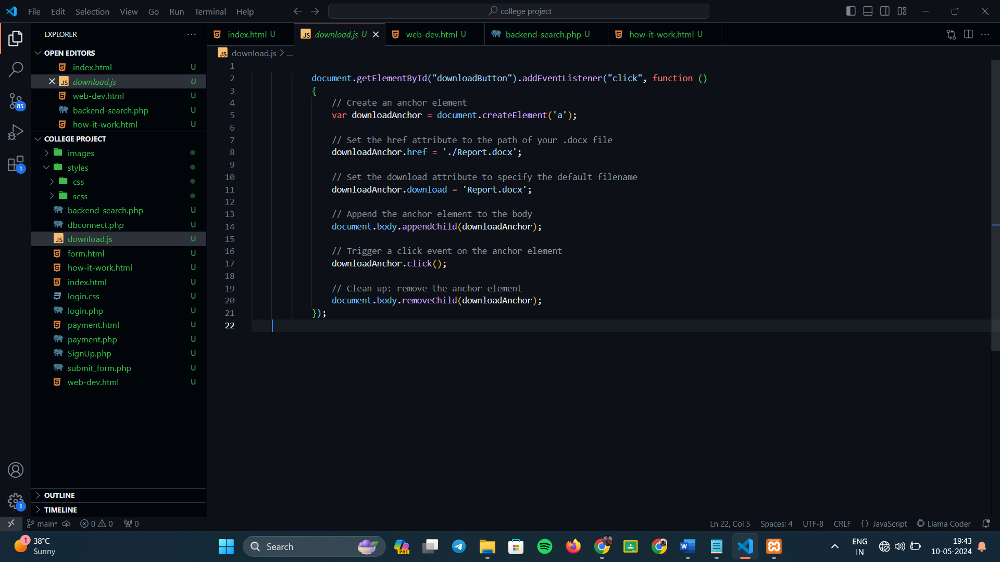 File Edit Selection View Go Run Terminal Help
college project
EXPLORER
OPEN EDITORS
index.html U
JS download.js U
web-dev.html U
backend-search.php U
how-it-work.html U
85
1
COLLEGE PROJECT
images
styles
css
scss
backend-search.php U
dbconnect.php U
JS download.js U
form.html U
how-it-work.html U
index.html U
login.css U
login.php U
payment.html U
payment.php U
SignUp.php U
submit_form.php U
web-dev.html U
OUTLINE
TIMELINE
1
index.html U JS download.js U web-dev.html U backend-search.php U how-it-work.html U
JS download.js > ...
1
2 document.getElementById("downloadButton").addEventListener("click", function ()
3 {
4 // Create an anchor element
5 var downloadAnchor = document.createElement('a');
6
7 // Set the href attribute to the path of your .docx file
8 downloadAnchor.href = './Report.docx';
9
10 // Set the download attribute to specify the default filename
11 downloadAnchor.download = 'Report.docx';
12
13 // Append the anchor element to the body
14 document.body.appendChild(downloadAnchor);
15
16 // Trigger a click event on the anchor element
17 downloadAnchor.click();
18
19 // Clean up: remove the anchor element
20 document.body.removeChild(downloadAnchor);
21 });
22
main* 0 0 0 Ln 22, Col 5 Spaces: 4 UTF-8 CRLF {} JavaScript Llama Coder
1 38°C
Sunny
Search
PRE
W
ENG
IN
19:43
10-05-2024